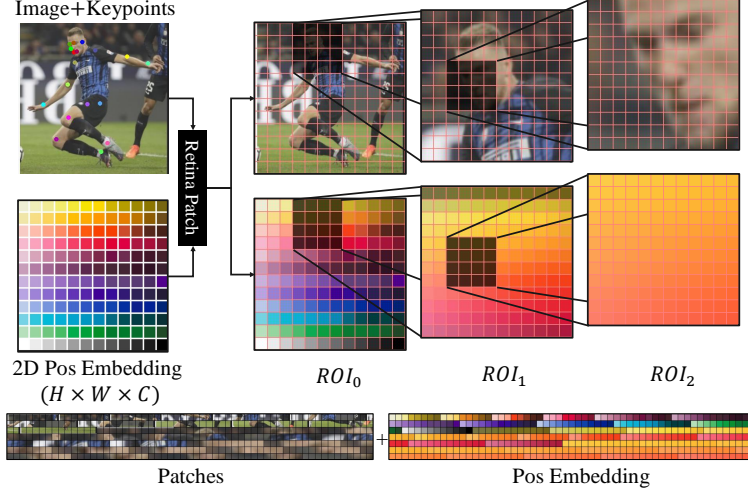 Image+Keypoints
Retina Patch
2D Pos Embedding
(H × W × C)
ROI₀
ROI₁
ROI₂
+
Patches
Pos Embedding